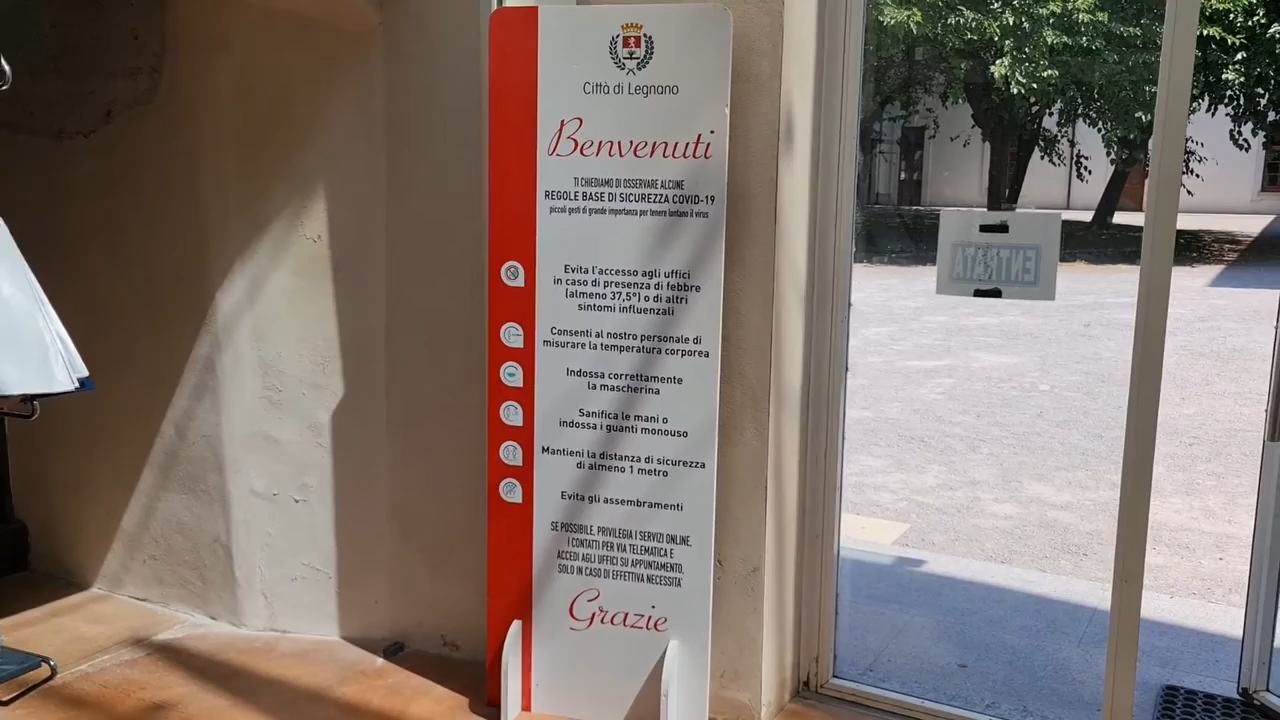 Città di Legnano
Benvenuti
TI CHIEDIAMO DI OSSERVARE ALCUNE
REGOLE BASE DI SICUREZZA COVID-19
piccoli gesti di grande importanza per tenere lontano il virus
Evita l'accesso agli uffici
in caso di presenza di febbre
(almeno 37,5°) o di altri
sintomi influenzali
Consenti al nostro personale di
misurare la temperatura corporea
Indossa correttamente
la mascherina
Sanifica le mani o
indossa i guanti monouso
Mantieni la distanza di sicurezza
di almeno 1 metro
Evita gli assembramenti
SE POSSIBILE, PRIVILEGIA I SERVIZI ONLINE,
I CONTATTI PER VIA TELEMATICA E
ACCEDI AGLI UFFICI SU APPUNTAMENTO,
SOLO IN CASO DI EFFETTIVA NECESSITA'
Grazie
ENTRATA